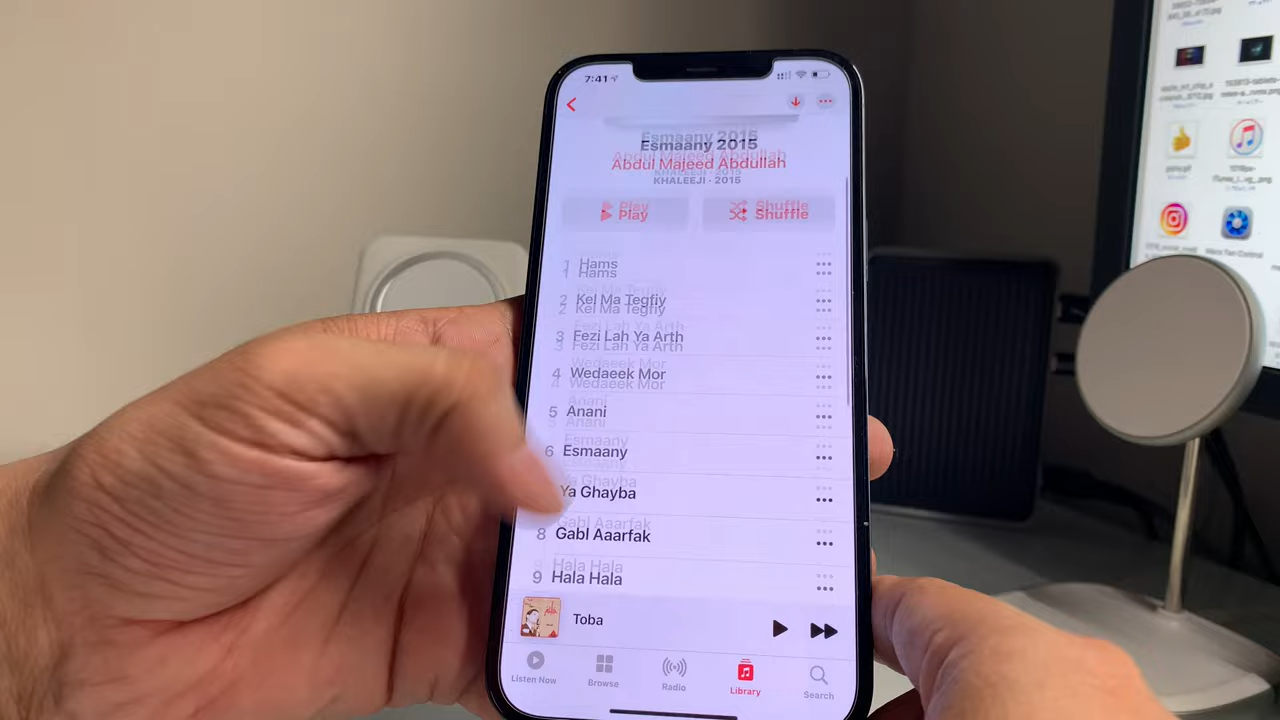 7:41
Esmaany 2015
Abdul Majeed Abdullah
KHALEEJI · 2015
Play
Shuffle
1 Hams
2 Kel Ma Tegfiy
3 Fezi Lah Ya Arth
4 Wedaeek Mor
5 Anani
6 Esmaany
Ya Ghayba
8 Gabl Aaarfak
9 Hala Hala
Toba
Listen Now
Browse
Radio
Library
Search